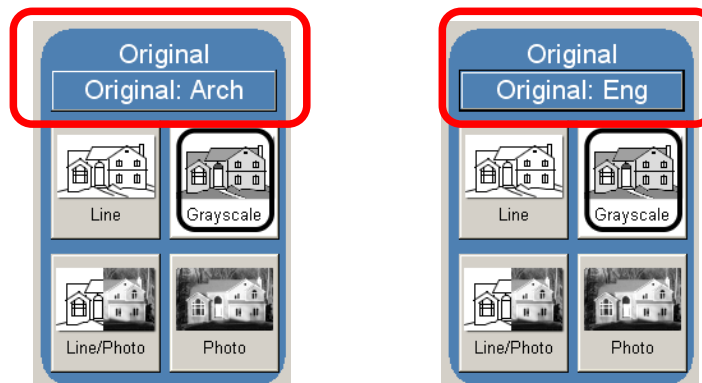 Original
Original: Arch
Line
Grayscale
Line/Photo
Photo
Original
Original: Eng
Line
Grayscale
Line/Photo
Photo